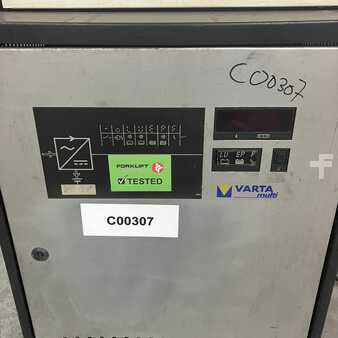 C00307
FORKLIFT
TESTED
VARTA
multi
C00307